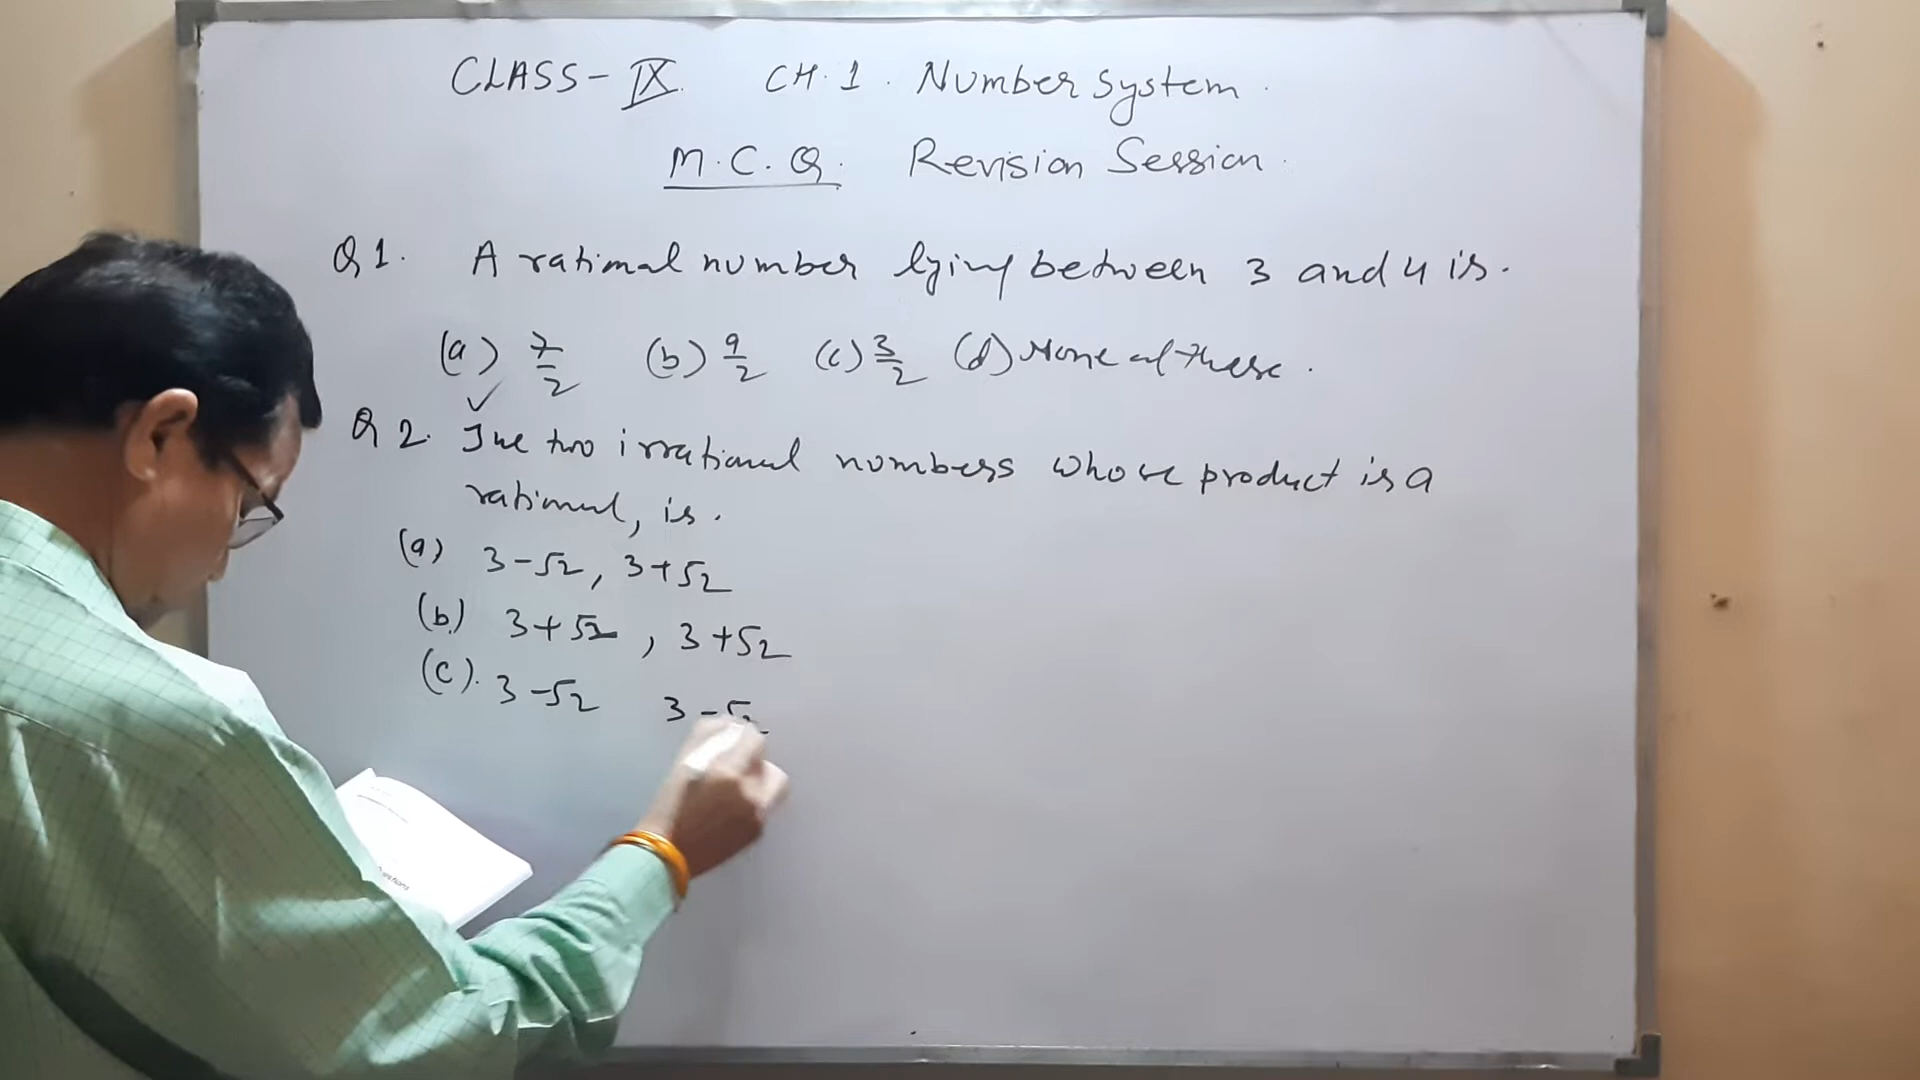 CLASS-IX. CH.1. Number System.
M.C.Q. Revision Session.
Q1. A rational number lying between 3 and 4 is.
(a) 7/2 (b) 9/2 (c) 3/2 (d) None of these.
✓
Q2. The two irrational numbers whose product is a
rational, is.
(a) 3-√2, 3+√2
(b) 3+√2, 3+√2
(c). 3-√2 3-√2